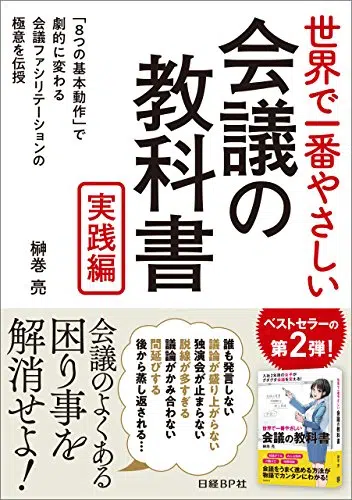 世界で一番やさしい
会議の
教科書
実践編
「8つの基本動作」で
劇的に変わる
会議ファシリテーションの
極意を伝授
榊巻 亮
ベストセラーの
第2弾!
誰も発言しない
議論が盛り上がらない
独演会が止まらない
脱線が多すぎる
議論がかみ合わない
間延びする
後から蒸し返される…
会議のよくある
困り事を
解消せよ!
世界で一番やさしい
会議の教科書
会議をうまく進める方法が
物語でカンタンにわかる!
日経BP社